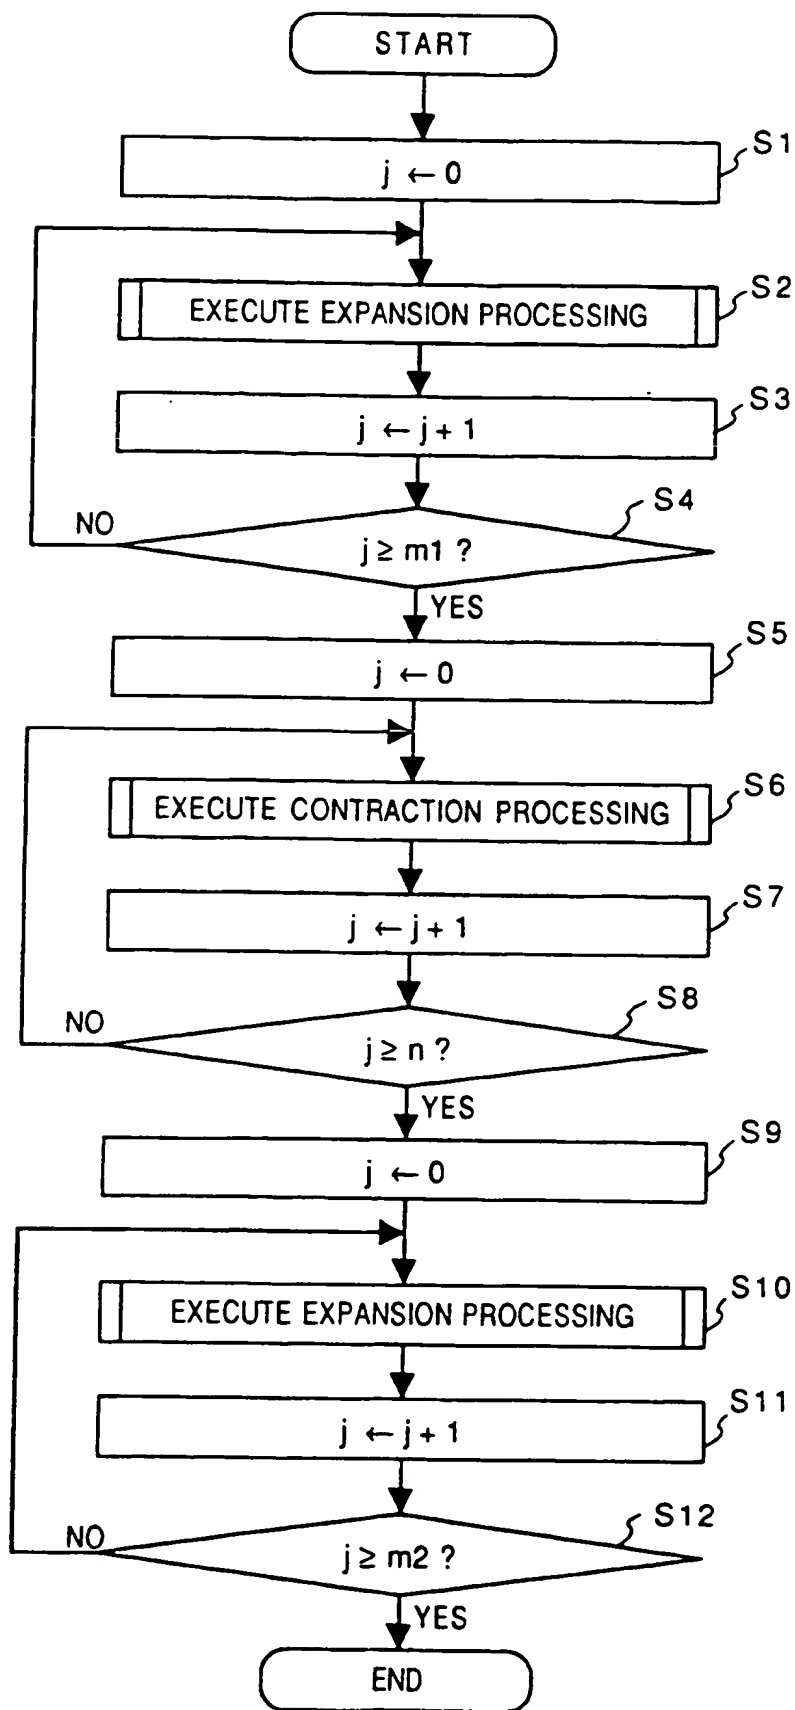 START
S1
j ← 0
S2
EXECUTE EXPANSION PROCESSING
S3
j ← j + 1
S4
NO
j ≥ m1 ?
YES
S5
j ← 0
S6
EXECUTE CONTRACTION PROCESSING
S7
j ← j + 1
S8
NO
j ≥ n ?
YES
S9
j ← 0
S10
EXECUTE EXPANSION PROCESSING
S11
j ← j + 1
S12
NO
j ≥ m2 ?
YES
END